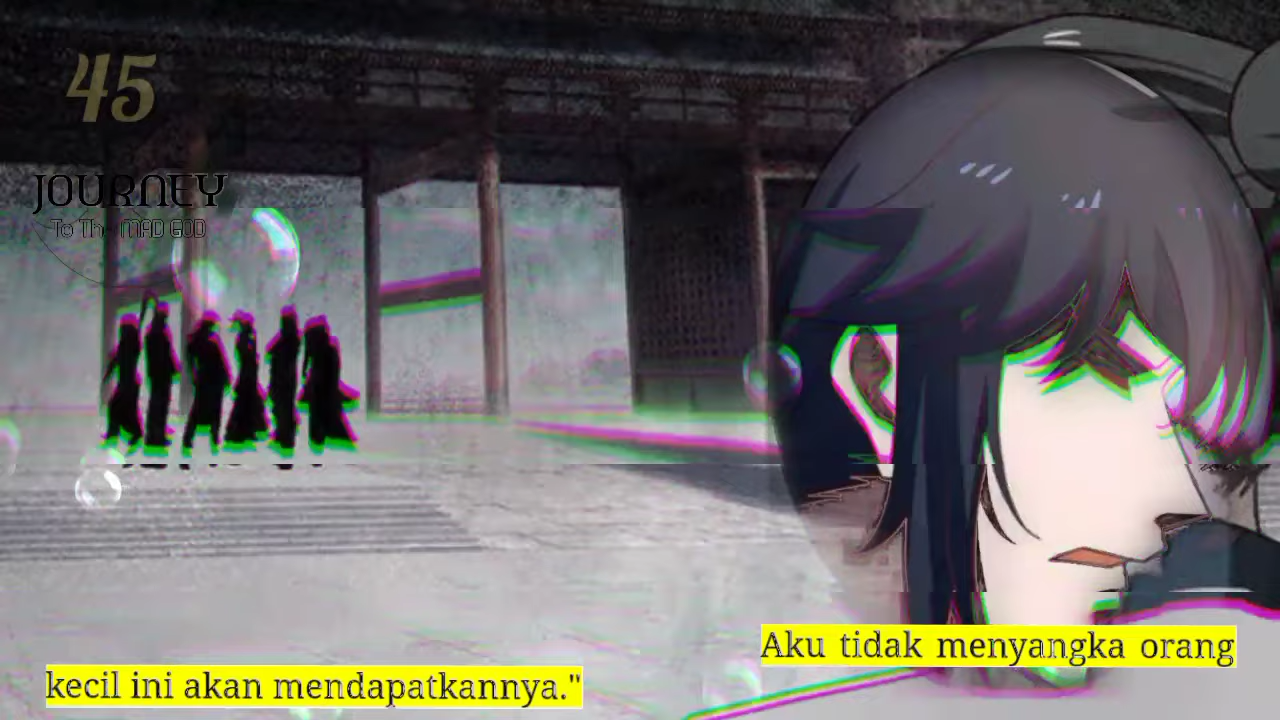 45
JOURNEY
To The MAD GOD
Aku tidak menyangka orang
kecil ini akan mendapatkannya."